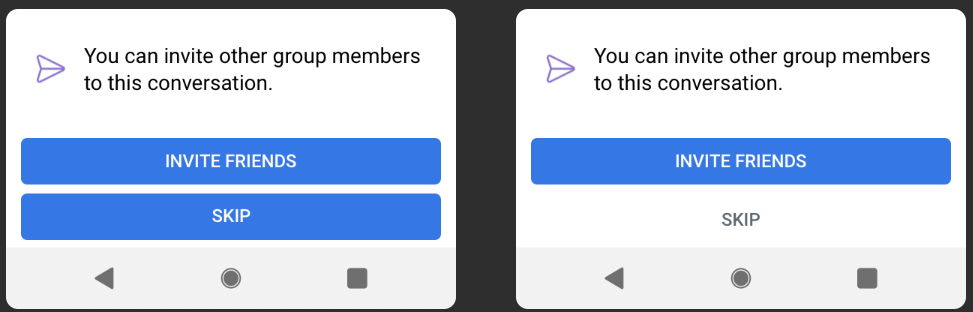 You can invite other group members
to this conversation.
INVITE FRIENDS
SKIP
You can invite other group members
to this conversation.
INVITE FRIENDS
SKIP